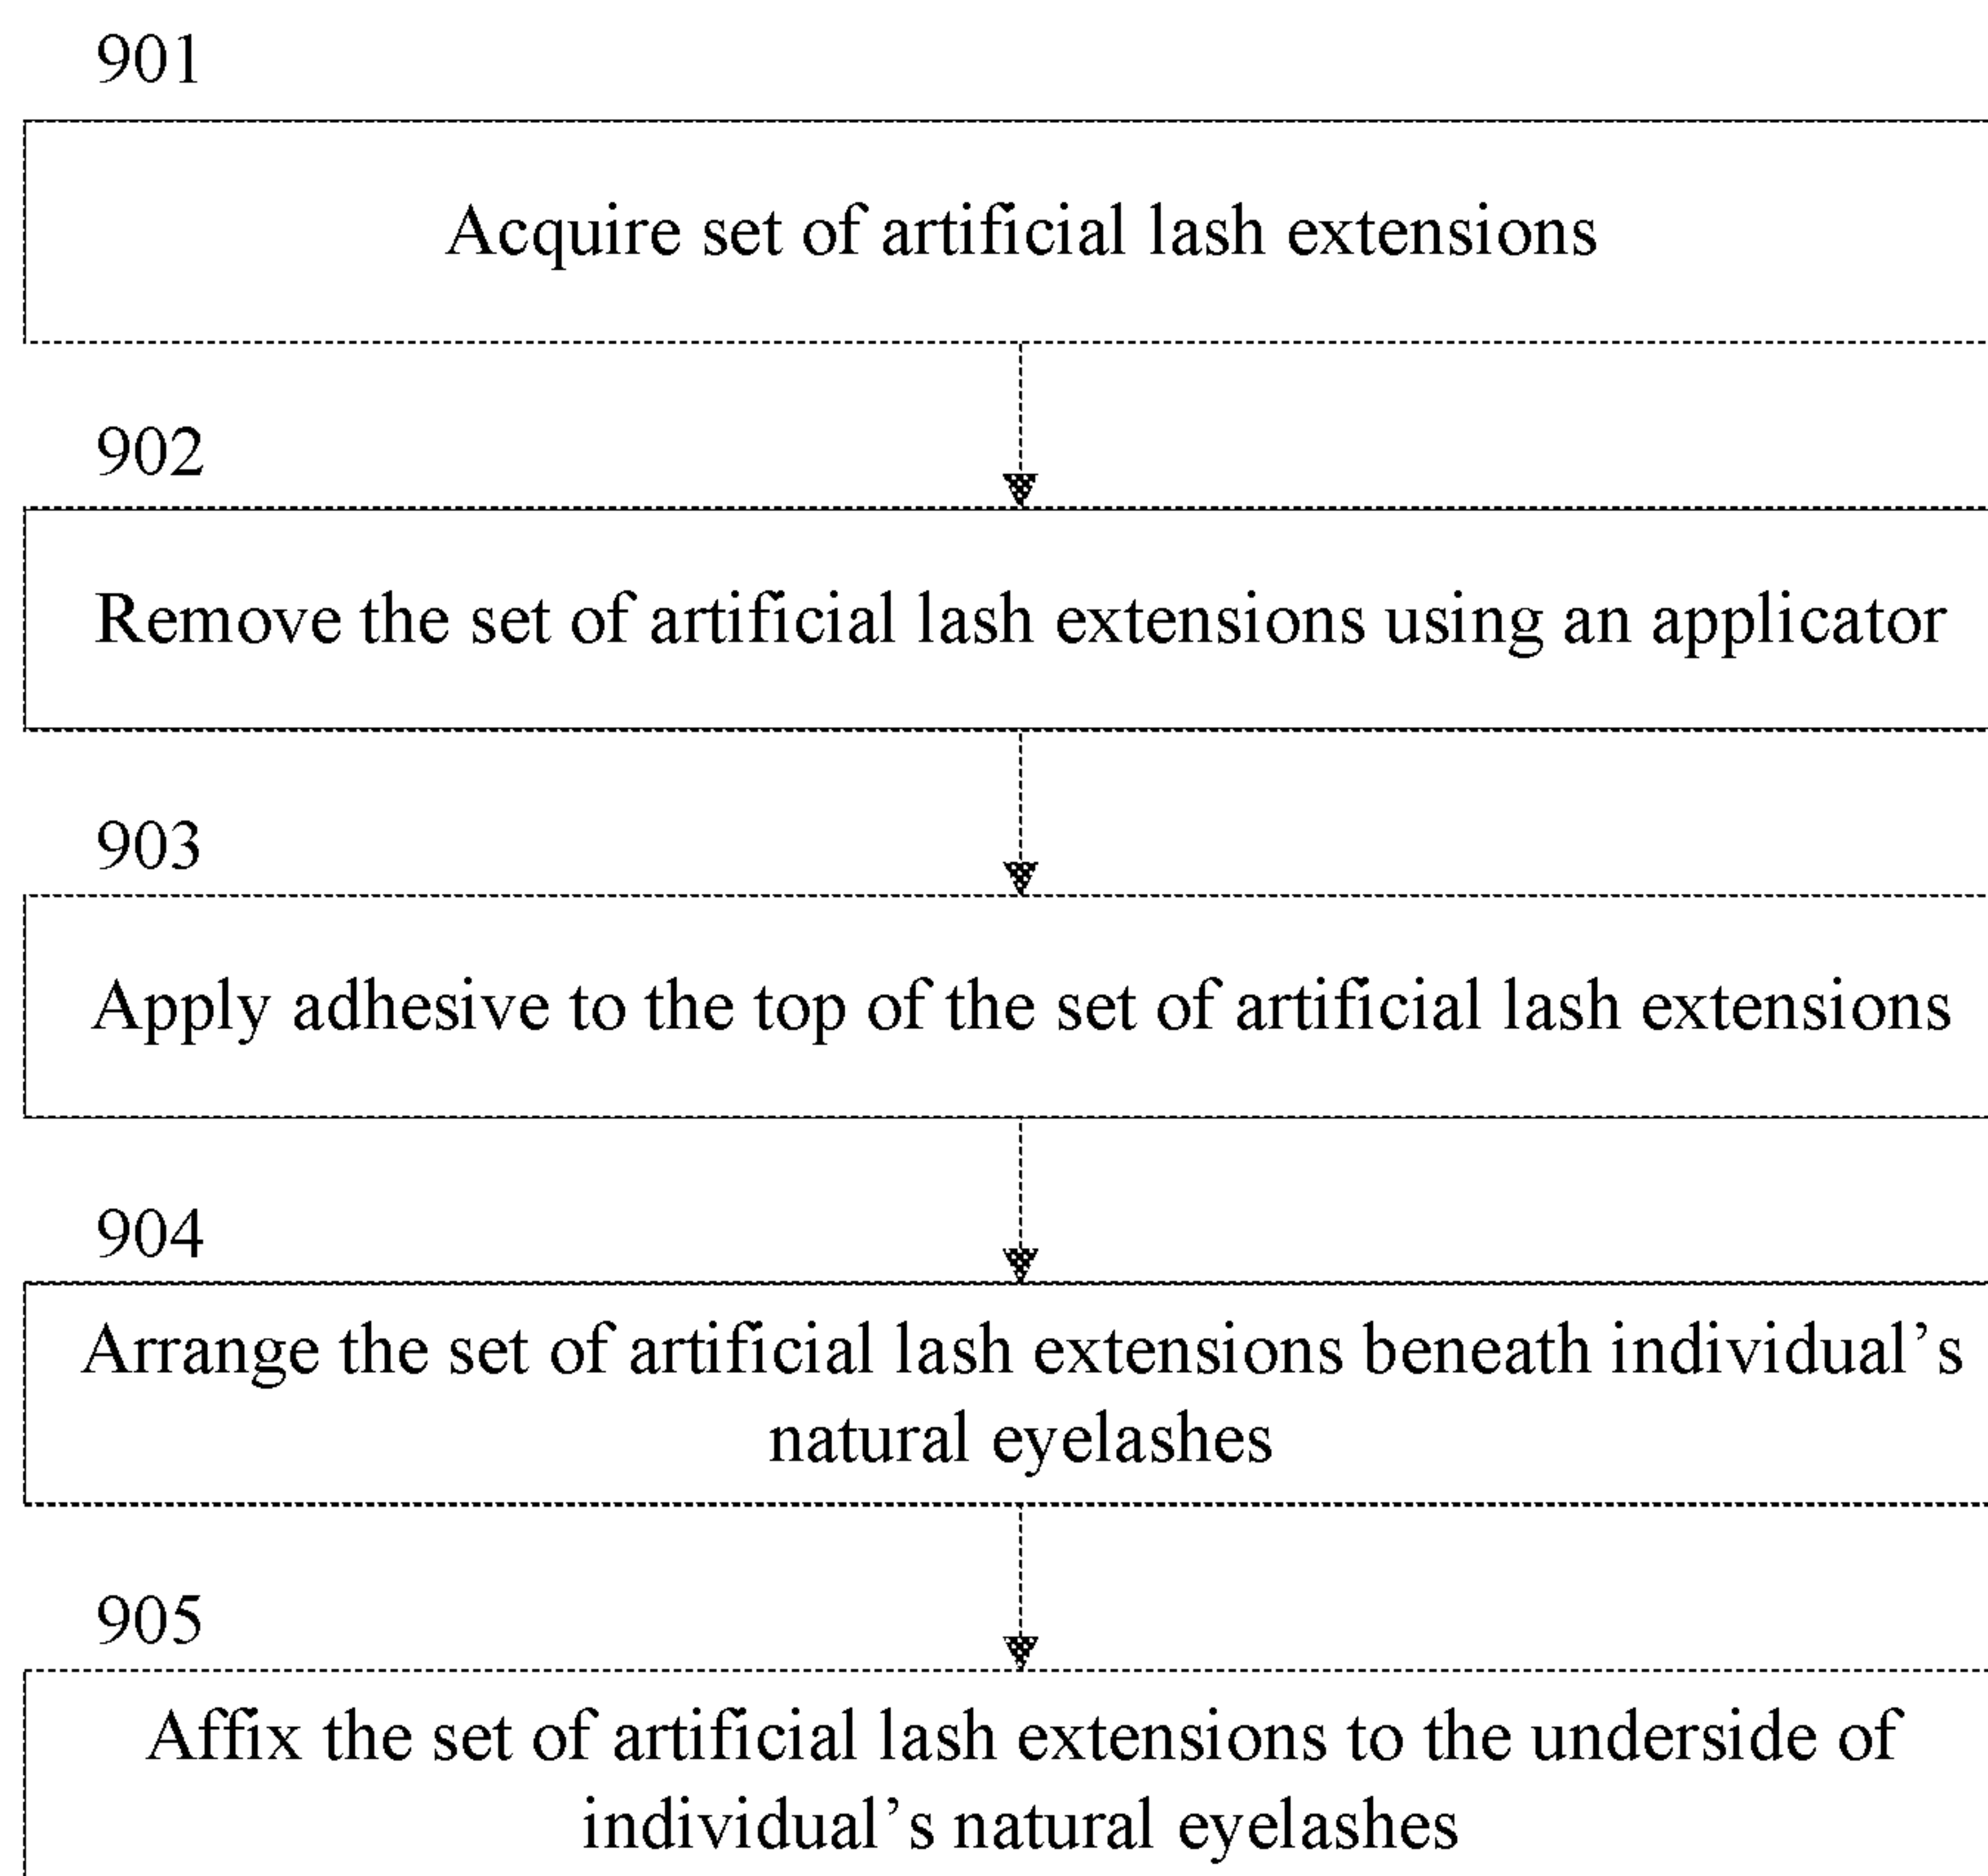 901
Acquire set of artificial lash extensions
902
Remove the set of artificial lash extensions using an applicator
903
Apply adhesive to the top of the set of artificial lash extensions
904
Arrange the set of artificial lash extensions beneath individual’s
natural eyelashes
905
Affix the set of artificial lash extensions to the underside of
individual’s natural eyelashes